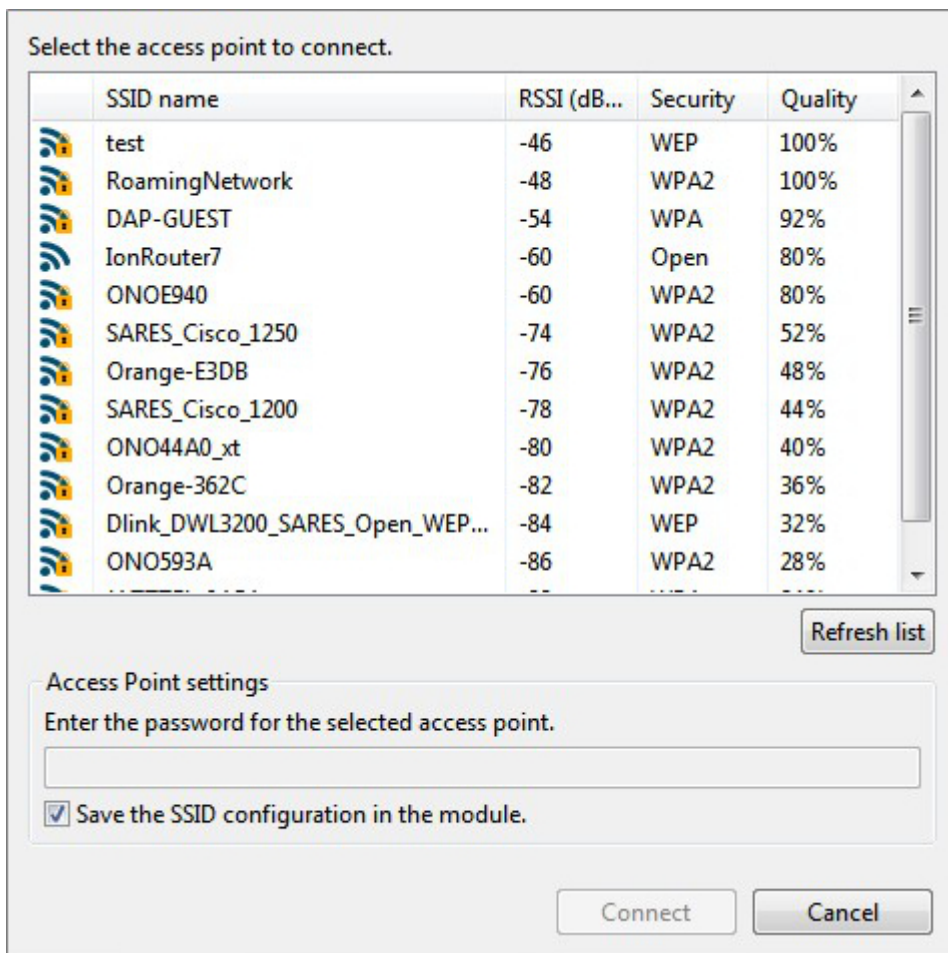 Select the access point to connect.
SSID name RSSI (dB... Security Quality
test -46 WEP 100%
RoamingNetwork -48 WPA2 100%
DAP-GUEST -54 WPA 92%
IonRouter7 -60 Open 80%
ONOE940 -60 WPA2 80%
SARES_Cisco_1250 -74 WPA2 52%
Orange-E3DB -76 WPA2 48%
SARES_Cisco_1200 -78 WPA2 44%
ONO44A0_xt -80 WPA2 40%
Orange-362C -82 WPA2 36%
Dlink_DWL3200_SARES_Open_WEP... -84 WEP 32%
ONO593A -86 WPA2 28%
Refresh list
Access Point settings
Enter the password for the selected access point.
Save the SSID configuration in the module.
Connect Cancel